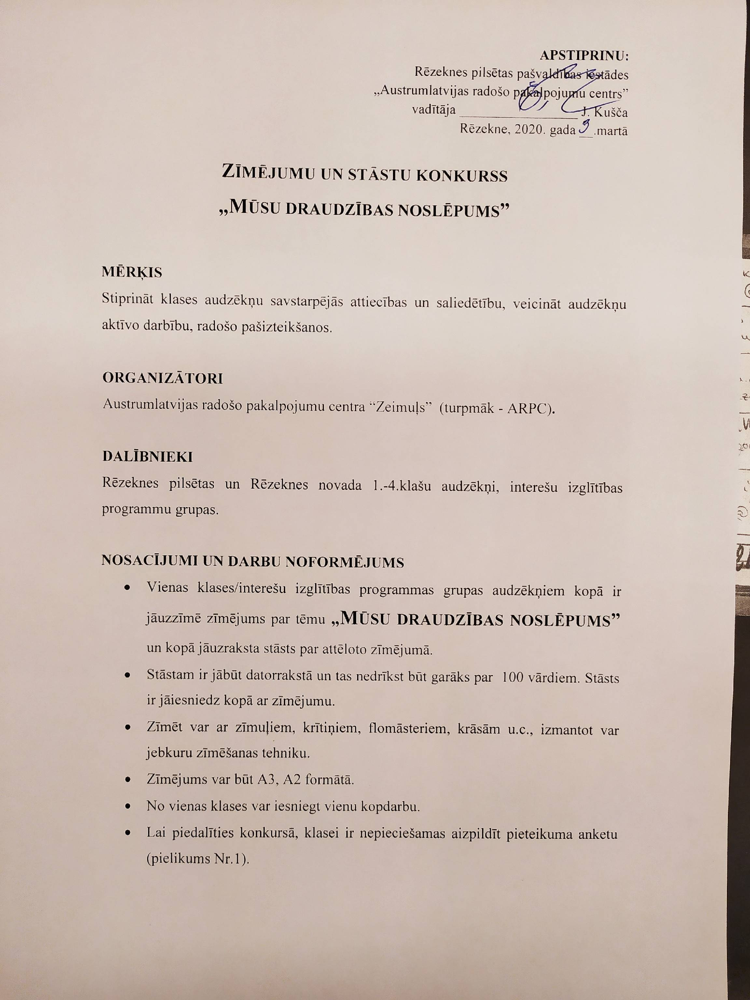 APSTIPRINU:
Rēzeknes pilsētas pašvaldības iestādes
„Austrumlatvijas radošo pakalpojumu centrs”
vadītāja ________________ J. Kušča
Rēzekne, 2020. gada 9.martā
ZĪMĒJUMU UN STĀSTU KONKURSS
„MŪSU DRAUDZĪBAS NOSLĒPUMS”
MĒRĶIS
Stiprināt klases audzēkņu savstarpējās attiecības un saliedētību, veicināt audzēkņu
aktīvo darbību, radošo pašizteikšanos.
ORGANIZĀTORI
Austrumlatvijas radošo pakalpojumu centra “Zeimuļs” (turpmāk - ARPC).
DALĪBNIEKI
Rēzeknes pilsētas un Rēzeknes novada 1.-4.klašu audzēkņi, interešu izglītības
programmu grupas.
NOSACĪJUMI UN DARBU NOFORMĒJUMS
• Vienas klases/interešu izglītības programmas grupas audzēkņiem kopā ir
jāuzzīmē zīmējums par tēmu „MŪSU DRAUDZĪBAS NOSLĒPUMS”
un kopā jāuzraksta stāsts par attēloto zīmējumā.
• Stāstam ir jābūt datorrakstā un tas nedrīkst būt garāks par 100 vārdiem. Stāsts
ir jāiesniedz kopā ar zīmējumu.
• Zīmēt var ar zīmuļiem, krītiņiem, flomāsteriem, krāsām u.c., izmantot var
jebkuru zīmēšanas tehniku.
• Zīmējums var būt A3, A2 formātā.
• No vienas klases var iesniegt vienu kopdarbu.
• Lai piedalīties konkursā, klasei ir nepieciešamas aizpildīt pieteikuma anketu
(pielikums Nr.1).